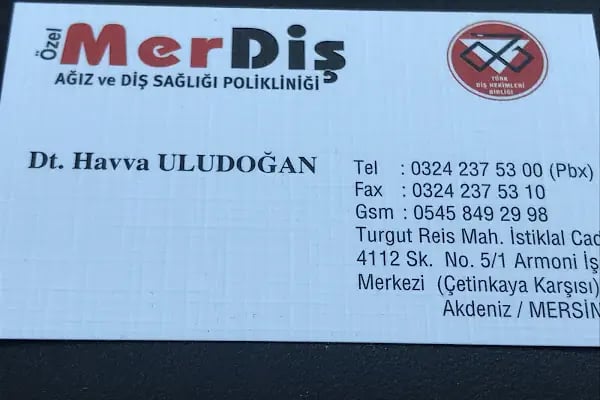 Özel MerDiş
AĞIZ ve DİŞ SAĞLIĞI POLİKLİNİĞİ
TÜRK
DİŞ HEKİMLERİ
BİRLİĞİ
Dt. Havva ULUDOĞAN
Tel : 0324 237 53 00 (Pbx)
Fax : 0324 237 53 10
Gsm : 0545 849 29 98
Turgut Reis Mah. İstiklal Cad
4112 Sk. No. 5/1 Armoni İş
Merkezi (Çetinkaya Karşısı)
Akdeniz / MERSİN